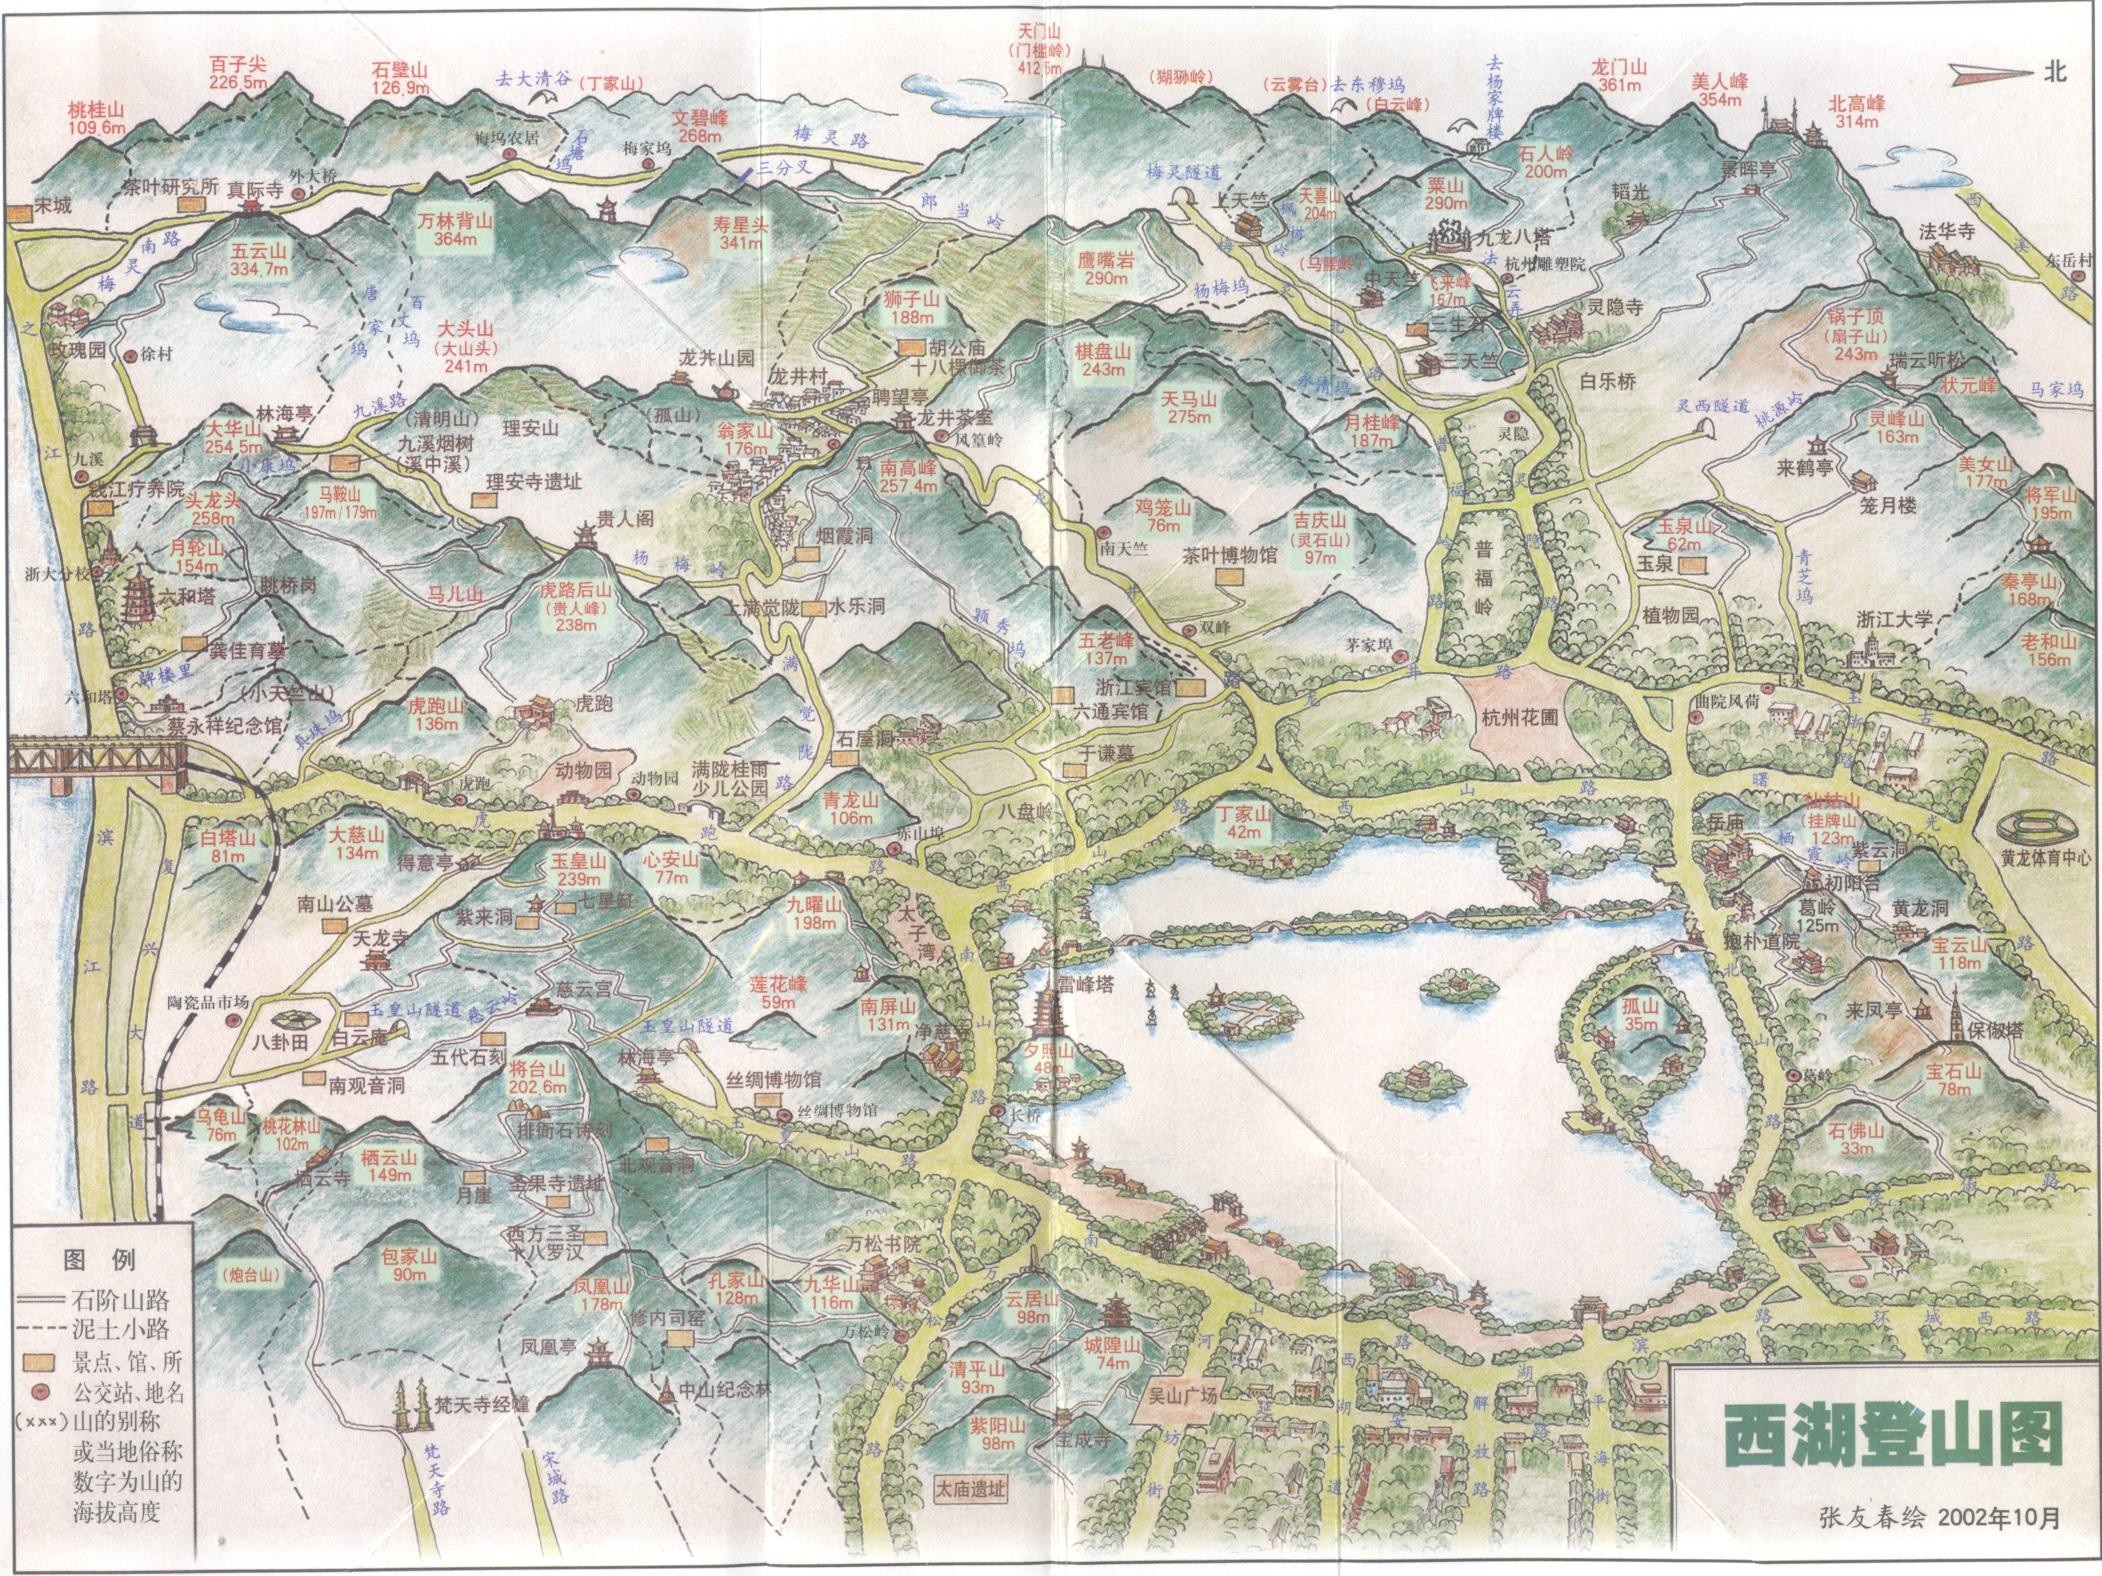 天门山
(门槛岭)
412.5m
百子尖
226.5m
石壁山
126.9m
去大清谷
(丁家山)
(猢狲岭)
(云雾台)
去东穆坞
(白云峰)
去杨家牌楼
龙门山
361m
美人峰
354m
北高峰
314m
北
桃桂山
109.6m
文碧峰
268m
梅灵路
梅坞农居
石塘坞
梅家坞
三分叉
石人岭
200m
景晖亭
梅灵隧道
上天竺
天喜山
204m
枫树岭
粟山
290m
韬光
宋城
茶叶研究所
真际寺
外大桥
万林背山
364m
寿星头
341m
郎当岭
九龙八塔
法云弄
杭州雕塑院
法华寺
西溪路
东岳村
梅灵南路
五云山
334.7m
鹰嘴岩
290m
(乌崖岭)
中天竺
飞来峰
167m
灵隐寺
杨梅坞
梅灵北路
唐家坞
百丈坞
狮子山
188m
三生石
锅子顶
(扇子山)
243m
之江路
玫瑰园
徐村
大头山
(大山头)
241m
龙井山园
龙井村
胡公庙
十八棵御茶
棋盘山
243m
三天竺
瑞云听松
状元峰
马家坞
永清坞
白乐桥
灵西隧道
桃源岭
聘望亭
龙井茶室
风篁岭
天马山
275m
月桂峰
187m
灵隐
灵峰山
163m
大华山
254.5m
林海亭
九溪路
(清明山)
九溪烟树
(溪中溪)
理安山
(孤山)
翁家山
176m
来鹤亭
美女山
177m
九溪
小康坞
理安寺遗址
南高峰
257.4m
笼月楼
将军山
195m
钱江疗养院
头龙头
258m
马鞍山
197m/179m
贵人阁
烟霞洞
鸡笼山
76m
吉庆山
(灵石山)
97m
玉泉山
62m
月轮山
154m
南天竺
茶叶博物馆
普福岭
玉泉
青芝坞
浙大分校
六和塔
眺桥岗
马儿山
虎路后山
(贵人峰)
238m
杨梅岭
上满觉陇
水乐洞
颖秀坞
龙井路
普福岭路
灵隐路
植物园
浙江大学
秦亭山
168m
五老峰
137m
双峰
茅家埠
老和山
156m
龚佳育墓
牌楼里
六和塔
(小天竺山)
蔡永祥纪念馆
真珠坞
虎跑山
136m
虎跑
满觉陇路
石屋洞
浙江宾馆
六通宾馆
于谦墓
龙井路
杭州花圃
曲院风荷
玉泉
玉古路
求是路
动物园
虎跑
动物园
满陇桂雨
少儿公园
青龙山
106m
八盘岭
赤山埠
丁家山
42m
西山路
曙光路
仙姑山
(挂牌山)
123m
岳庙
栖霞岭
紫云洞
黄龙体育中心
滨江路
复兴大道
白塔山
81m
大慈山
134m
得意亭
虎跑路
玉皇山
239m
心安山
77m
初阳台
葛岭
125m
黄龙洞
南山公墓
紫来洞
七星缸
九曜山
198m
太子湾
抱朴道院
宝云山
118m
天龙寺
慈云宫
莲花峰
59m
南屏山
131m
净慈寺
雷峰塔
孤山
35m
来凤亭
保俶塔
陶瓷品市场
玉皇山隧道
慈云岭
玉皇山隧道
八卦田
白云庵
五代石刻
林海亭
夕照山
48m
葛岭
宝石山
78m
南观音洞
将台山
202.6m
丝绸博物馆
丝绸博物馆
长桥
南山路
北山路
乌龟山
76m
桃花林山
102m
排衙石诗刻
北观音洞
玉皇山路
石佛山
33m
栖云山
149m
栖云寺
月崖
圣果寺遗址
保俶路
西方三圣
十八罗汉
万松书院
(炮台山)
包家山
90m
凤凰山
178m
孔家山
128m
九华山
116m
云居山
98m
修内司窑
万松岭
城隍山
74m
万松岭路
南山路
环城西路
凤凰亭
清平山
93m
吴山广场
湖滨路
梵天寺经幢
中山纪念林
紫阳山
98m
宝成寺
河坊街
延安路
西湖大道
解放路
平海街
梵天寺路
宋城路
太庙遗址
图例
石阶山路
泥土小路
景点、馆、所
公交站、地名
(×××)山的别称
或当地俗称
数字为山的
海拔高度
西湖登山图
张友春绘 2002年10月